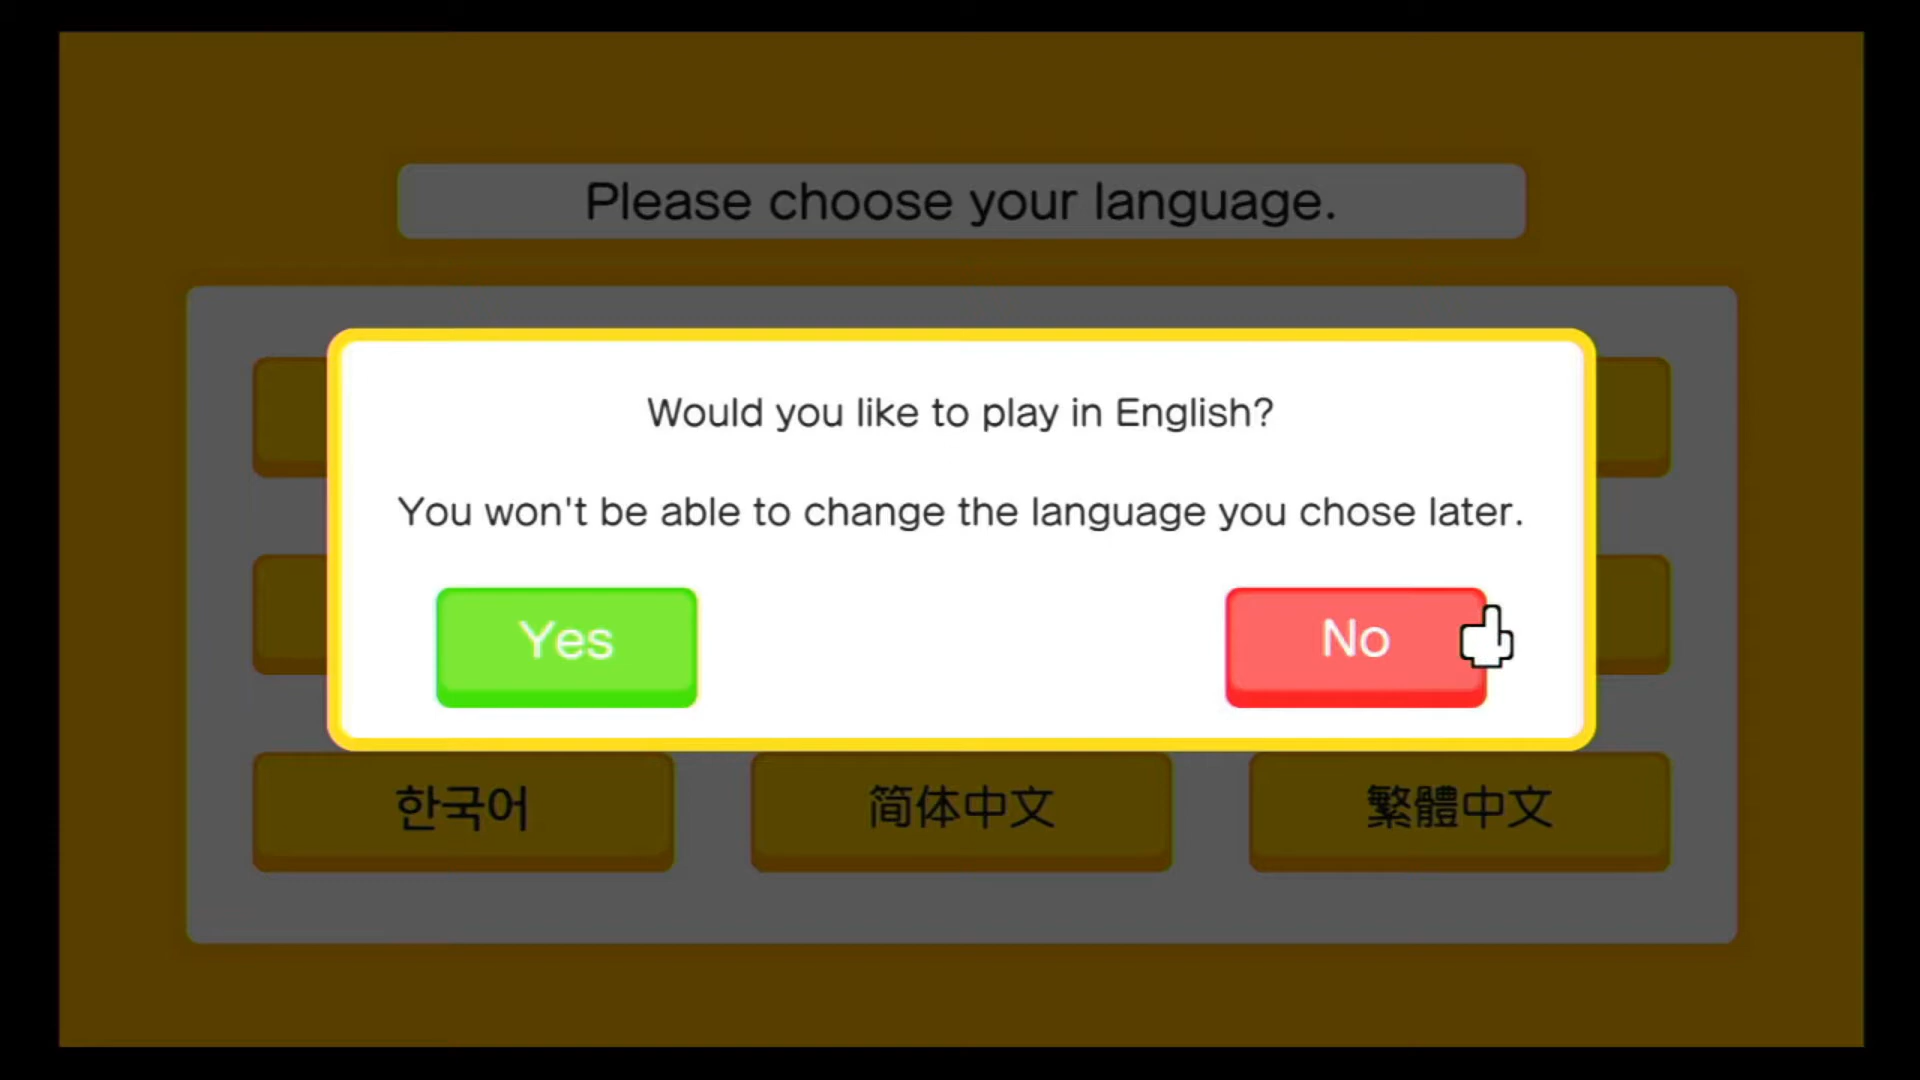 Please choose your language.
Would you like to play in English?
You won't be able to change the language you chose later.
Yes
No
한국어
简体中文
繁體中文